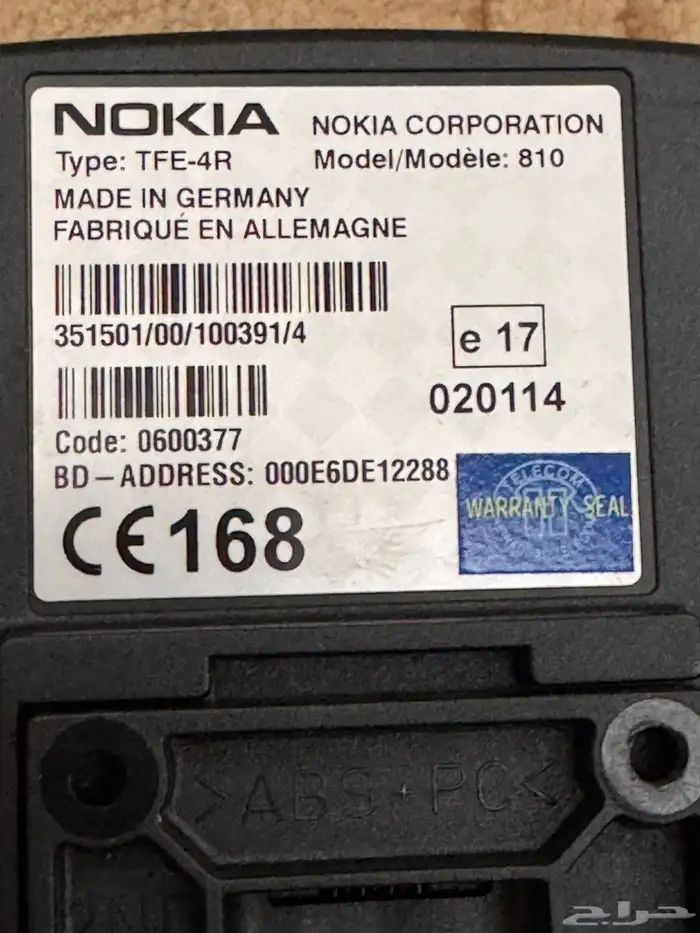 NOKIA NOKIA CORPORATION
Type: TFE-4R Model/Modèle: 810
MADE IN GERMANY
FABRIQUÉ EN ALLEMAGNE
351501/00/100391/4
e 17
020114
Code: 0600377
BD-ADDRESS: 000E6DE12288
TELECOM
WARRANTY SEAL
CE168
>ABS+PC<
حراج